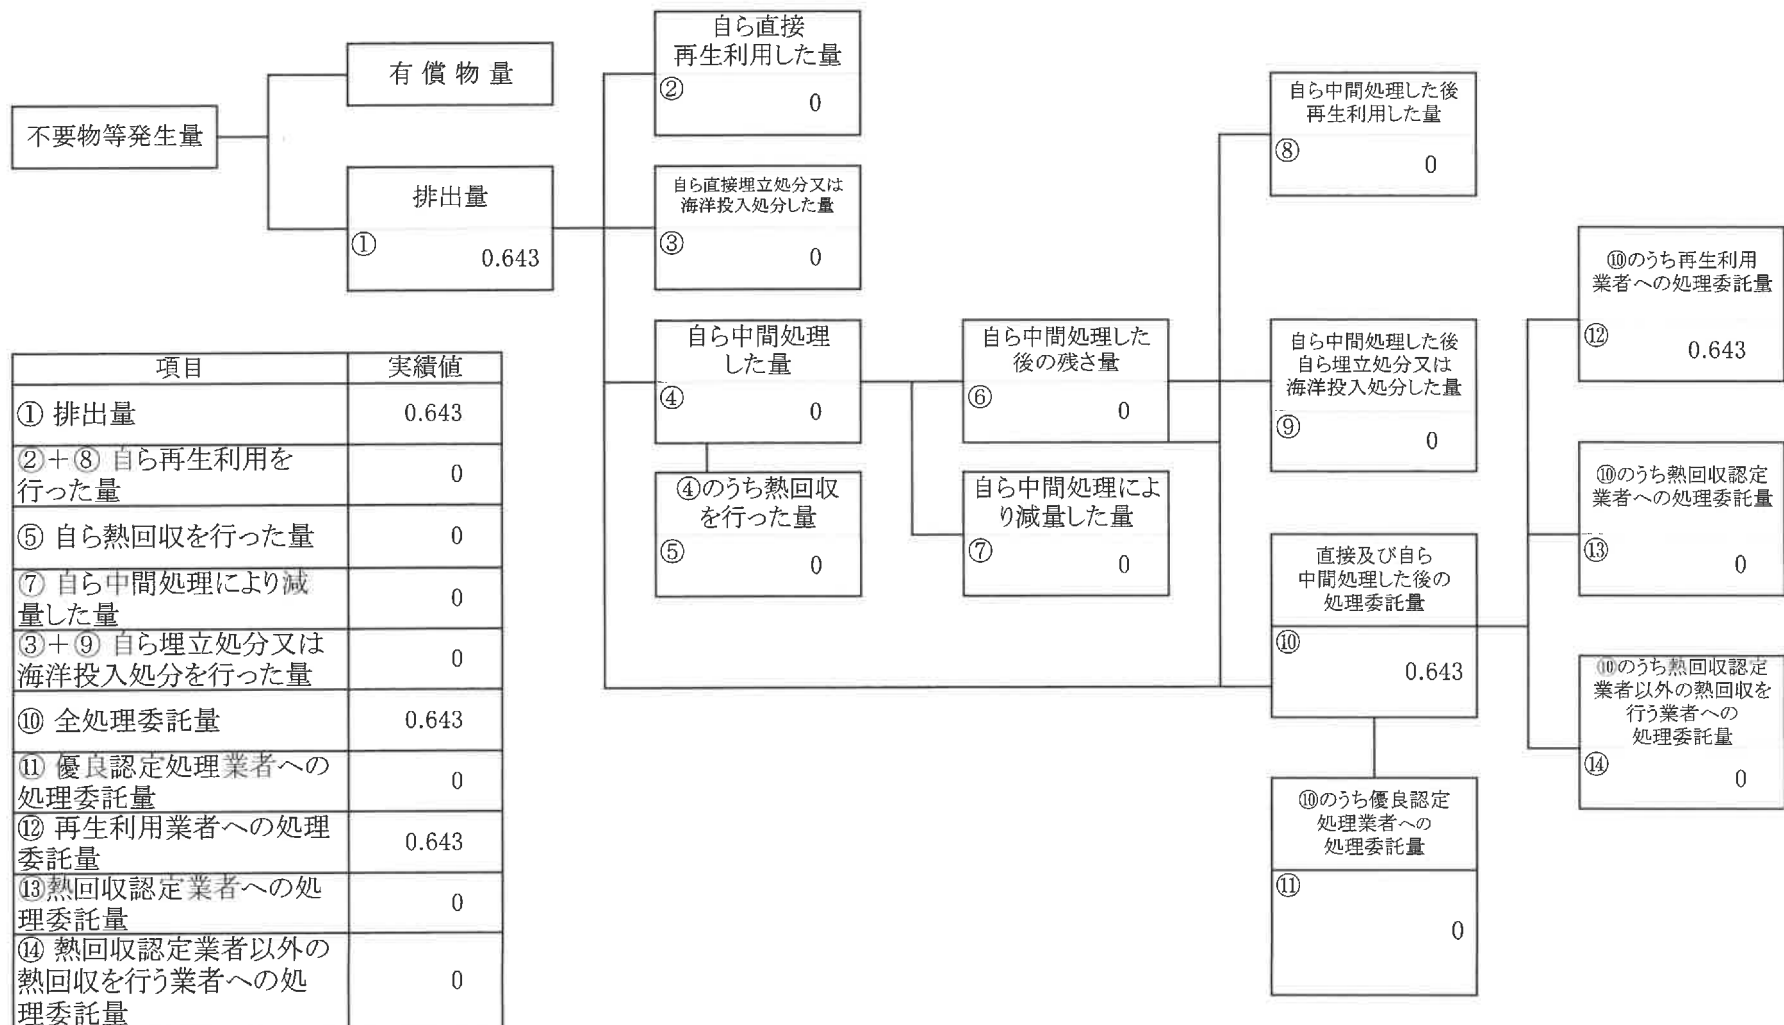 不要物等発生量
有償物量
排出量
①
0.643
自ら直接
再生利用した量
②
0
自ら直接埋立処分又は
海洋投入処分した量
③
0
自ら中間処理
した量
④
0
④のうち熱回収
を行った量
⑤
0
自ら中間処理した
後の残さ量
⑥
0
自ら中間処理によ
り減量した量
⑦
0
自ら中間処理した後
再生利用した量
⑧
0
自ら中間処理した後
自ら埋立処分又は
海洋投入処分した量
⑨
0
直接及び自ら
中間処理した後の
処理委託量
⑩
0.643
⑩のうち優良認定
処理業者への
処理委託量
⑪
0
⑩のうち再生利用
業者への処理委託量
⑫
0.643
⑩のうち熱回収認定
業者への処理委託量
⑬
0
⑩のうち熱回収認定
業者以外の熱回収を
行う業者への
処理委託量
⑭
0
項目 実績値
① 排出量 0.643
②+⑧ 自ら再生利用を
行った量 0
⑤ 自ら熱回収を行った量 0
⑦ 自ら中間処理により減
量した量 0
③+⑨ 自ら埋立処分又は
海洋投入処分を行った量 0
⑩ 全処理委託量 0.643
⑪ 優良認定処理業者への
処理委託量 0
⑫ 再生利用業者への処理
委託量 0.643
⑬熱回収認定業者への処
理委託量 0
⑭ 熱回収認定業者以外の
熱回収を行う業者への処
理委託量 0